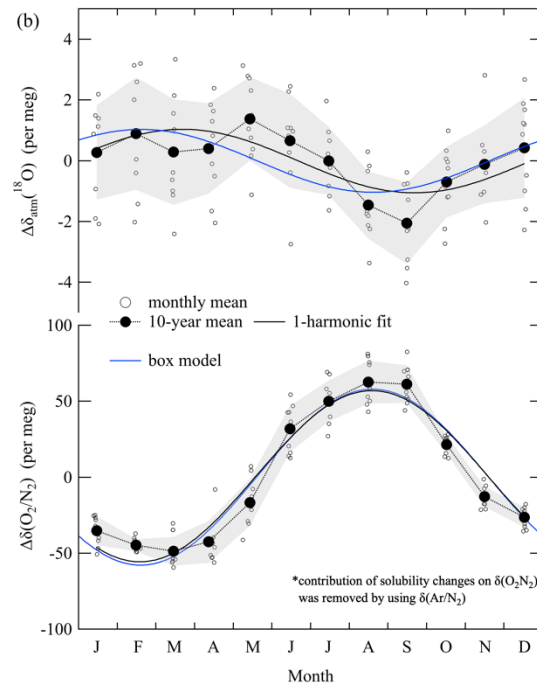 (b)
Δδatm(¹⁸O) (per meg)
4
2
0
-2
-4
monthly mean
10-year mean
1-harmonic fit
box model
Δδ(O₂/N₂) (per meg)
100
50
0
-50
-100
*contribution of solubility changes on δ(O₂N₂)
was removed by using δ(Ar/N₂)
J F M A M J J A S O N D
Month